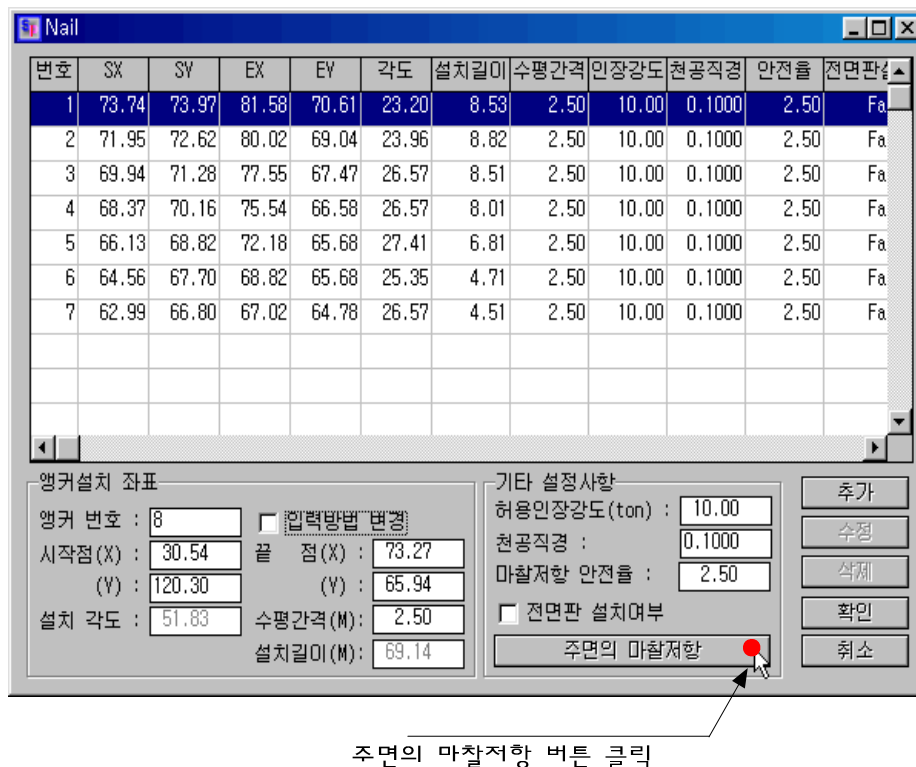 Nail
번호 SX SY EX EY 각도 설치길이 수평간격 인장강도 천공직경 안전율 전면판
1 73.74 73.97 81.58 70.61 23.20 8.53 2.50 10.00 0.1000 2.50 Fa
2 71.95 72.62 80.02 69.04 23.96 8.82 2.50 10.00 0.1000 2.50 Fa
3 69.94 71.28 77.55 67.47 26.57 8.51 2.50 10.00 0.1000 2.50 Fa
4 68.37 70.16 75.54 66.58 26.57 8.01 2.50 10.00 0.1000 2.50 Fa
5 66.13 68.82 72.18 65.68 27.41 6.81 2.50 10.00 0.1000 2.50 Fa
6 64.56 67.70 68.82 65.68 25.35 4.71 2.50 10.00 0.1000 2.50 Fa
7 62.99 66.80 67.02 64.78 26.57 4.51 2.50 10.00 0.1000 2.50 Fa
앵커설치 좌표
앵커 번호 : 8 입력방법 변경
시작점(X) : 30.54 끝 점(X) : 73.27
(Y) : 120.30 (Y) : 65.94
설치 각도 : 51.83 수평간격(M): 2.50
설치길이(M): 69.14
기타 설정사항
허용인장강도(ton) : 10.00
천공직경 : 0.1000
마찰저항 안전율 : 2.50
전면판 설치여부
주면의 마찰저항
추가
수정
삭제
확인
취소
주면의 마찰저항 버튼 클릭